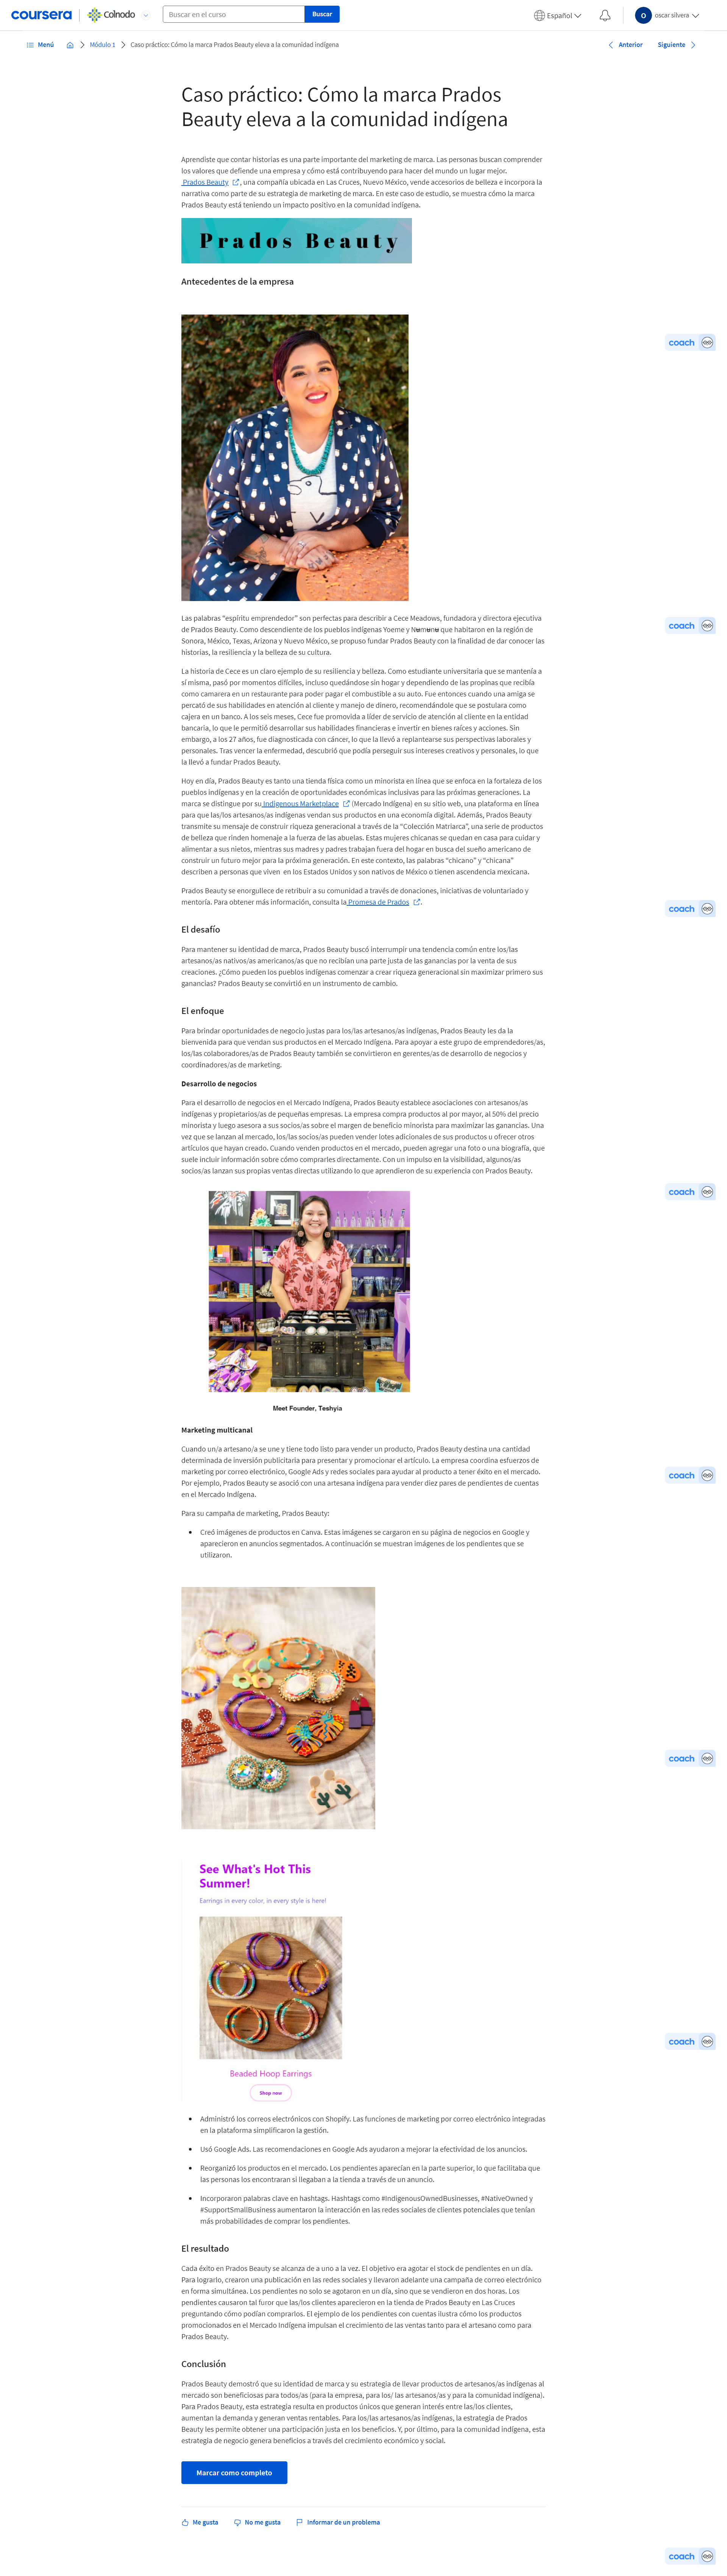 coursera
Colnodo
Buscar en el curso
Buscar
Español
O
oscar silvera
Menú
Módulo 1
Caso práctico: Cómo la marca Prados Beauty eleva a la comunidad indígena
Anterior
Siguiente
Caso práctico: Cómo la marca Prados
Beauty eleva a la comunidad indígena
Aprendiste que contar historias es una parte importante del marketing de marca. Las personas buscan comprender
los valores que definen una empresa y cómo está contribuyendo para hacer del mundo un lugar mejor.
Prados Beauty, una compañía ubicada en Las Cruces, Nuevo México, vende accesorios de belleza e incorpora la
narrativa como parte de su estrategia de marketing de marca. En este caso de estudio, se muestra cómo la marca
Prados Beauty está teniendo un impacto positivo en la comunidad indígena.
Prados Beauty
Antecedentes de la empresa
coach
Las palabras “espíritu emprendedor” son perfectas para describir a Cece Meadows, fundadora y directora ejecutiva
de Prados Beauty. Como descendiente de los pueblos indígenas Yoeme y que habitaron en la región de
Sonora, México, Texas, Arizona y Nuevo México, se propuso fundar Prados Beauty con la finalidad de dar conocer las
historias, la resiliencia y la belleza de su cultura.
coach
La historia de Cece es un claro ejemplo de su resiliencia y belleza. Como estudiante universitaria que se mantenía a
sí misma, pasó por momentos difíciles, incluso quedándose sin hogar y dependiendo de las propinas que recibía
como camarera en un restaurante para poder pagar el combustible a su auto. Fue entonces cuando una amiga se
percató de sus habilidades en atención al cliente y manejo de dinero, recomendándole que se postulara como
cajera en un banco. A los seis meses, Cece fue promovida a líder de servicio de atención al cliente en la entidad
bancaria, lo que le permitió desarrollar sus habilidades financieras e invertir en bienes raíces y acciones. Sin
embargo, a los 27 años, fue diagnosticada con cáncer, lo que la llevó a replantearse sus perspectivas laborales y
personales. Tras vencer la enfermedad, descubrió que podía perseguir sus intereses creativos y personales, lo que
la llevó a fundar Prados Beauty.
Hoy en día, Prados Beauty es tanto una tienda física como un minorista en línea que se enfoca en la fortaleza de los
pueblos indígenas y en la creación de oportunidades económicas inclusivas para las próximas generaciones. La
marca se distingue por su Indigenous Marketplace (Mercado Indígena) en su sitio web, una plataforma en línea
para que las/los artesanos/as indígenas vendan sus productos en una economía digital. Además, Prados Beauty
transmite su mensaje de construir riqueza generacional a través de la “Colección Matriarca”, una serie de productos
de belleza que rinden homenaje a la fuerza de las abuelas. Estas mujeres chicanas se quedan en casa para cuidar y
alimentar a sus nietos, mientras sus madres y padres trabajan fuera del hogar en busca del sueño americano de
construir un futuro mejor para la próxima generación. En este contexto, las palabras “chicano” y “chicana”
describen a personas que viven en los Estados Unidos y son nativos de México o tienen ascendencia mexicana.
Prados Beauty se enorgullece de retribuir a su comunidad a través de donaciones, iniciativas de voluntariado y
mentoría. Para obtener más información, consulta la Promesa de Prados.
coach
El desafío
Para mantener su identidad de marca, Prados Beauty buscó interrumpir una tendencia común entre los/las
artesanos/as nativos/as americanos/as que no recibían una parte justa de las ganancias por la venta de sus
creaciones. ¿Cómo pueden los pueblos indígenas comenzar a crear riqueza generacional sin maximizar primero sus
ganancias? Prados Beauty se convirtió en un instrumento de cambio.
El enfoque
Para brindar oportunidades de negocio justas para los/las artesanos/as indígenas, Prados Beauty les da la
bienvenida para que vendan sus productos en el Mercado Indígena. Para apoyar a este grupo de emprendedores/as,
los/las colaboradores/as de Prados Beauty también se convirtieron en gerentes/as de desarrollo de negocios y
coordinadores/as de marketing.
Desarrollo de negocios
Para el desarrollo de negocios en el Mercado Indígena, Prados Beauty establece asociaciones con artesanos/as
indígenas y propietarios/as de pequeñas empresas. La empresa compra productos al por mayor, al 50% del precio
minorista y luego asesora a sus socios/as sobre el margen de beneficio minorista para maximizar las ganancias. Una
vez que se lanzan al mercado, los/las socios/as pueden vender lotes adicionales de sus productos u ofrecer otros
artículos que hayan creado. Cuando venden productos en el mercado, pueden agregar una foto o una biografía, que
suele incluir información sobre cómo comprarles directamente. Con un impulso en la visibilidad, algunos/as
socios/as lanzan sus propias ventas directas utilizando lo que aprendieron de su experiencia con Prados Beauty.
coach
Meet Founder, Teshyia
Marketing multicanal
Cuando un/a artesano/a se une y tiene todo listo para vender un producto, Prados Beauty destina una cantidad
determinada de inversión publicitaria para presentar y promocionar el artículo. La empresa coordina esfuerzos de
marketing por correo electrónico, Google Ads y redes sociales para ayudar al producto a tener éxito en el mercado.
Por ejemplo, Prados Beauty se asoció con una artesana indígena para vender diez pares de pendientes de cuentas
en el Mercado Indígena.
coach
Para su campaña de marketing, Prados Beauty:
Creó imágenes de productos en Canva. Estas imágenes se cargaron en su página de negocios en Google y
aparecieron en anuncios segmentados. A continuación se muestran imágenes de los pendientes que se
utilizaron.
coach
See What's Hot This
Summer!
Earrings in every color, in every style is here!
Beaded Hoop Earrings
Shop now
coach
Administró los correos electrónicos con Shopify. Las funciones de marketing por correo electrónico integradas
en la plataforma simplificaron la gestión.
Usó Google Ads. Las recomendaciones en Google Ads ayudaron a mejorar la efectividad de los anuncios.
Reorganizó los productos en el mercado. Los pendientes aparecían en la parte superior, lo que facilitaba que
las personas los encontraran si llegaban a la tienda a través de un anuncio.
Incorporaron palabras clave en hashtags. Hashtags como #IndigenousOwnedBusinesses, #NativeOwned y
#SupportSmallBusiness aumentaron la interacción en las redes sociales de clientes potenciales que tenían
más probabilidades de comprar los pendientes.
El resultado
Cada éxito en Prados Beauty se alcanza de a uno a la vez. El objetivo era agotar el stock de pendientes en un día.
Para lograrlo, crearon una publicación en las redes sociales y llevaron adelante una campaña de correo electrónico
en forma simultánea. Los pendientes no solo se agotaron en un día, sino que se vendieron en dos horas. Los
pendientes causaron tal furor que las/los clientes aparecieron en la tienda de Prados Beauty en Las Cruces
preguntando cómo podían comprarlos. El ejemplo de los pendientes con cuentas ilustra cómo los productos
promocionados en el Mercado Indígena impulsan el crecimiento de las ventas tanto para el artesano como para
Prados Beauty.
Conclusión
Prados Beauty demostró que su identidad de marca y su estrategia de llevar productos de artesanos/as indígenas al
mercado son beneficiosas para todos/as (para la empresa, para los/ las artesanos/as y para la comunidad indígena).
Para Prados Beauty, esta estrategia resulta en productos únicos que generan interés entre las/los clientes,
aumentan la demanda y generan ventas rentables. Para los/las artesanos/as indígenas, la estrategia de Prados
Beauty les permite obtener una participación justa en los beneficios. Y, por último, para la comunidad indígena, esta
estrategia de negocio genera beneficios a través del crecimiento económico y social.
Marcar como completo
Me gusta
No me gusta
Informar de un problema
coach